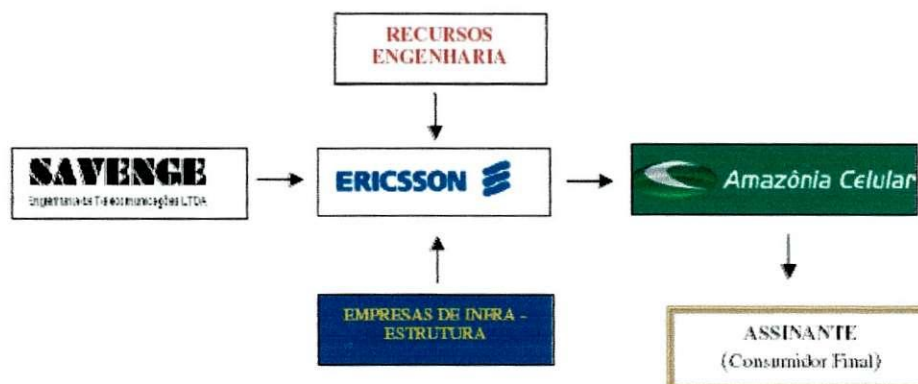 RECURSOS
ENGENHARIA
SAVENGE
Engenharia de Telecomunicações LTDA
ERICSSON
Amazônia Celular
EMPRESAS DE INFRA -
ESTRUTURA
ASSINANTE
(Consumidor Final)